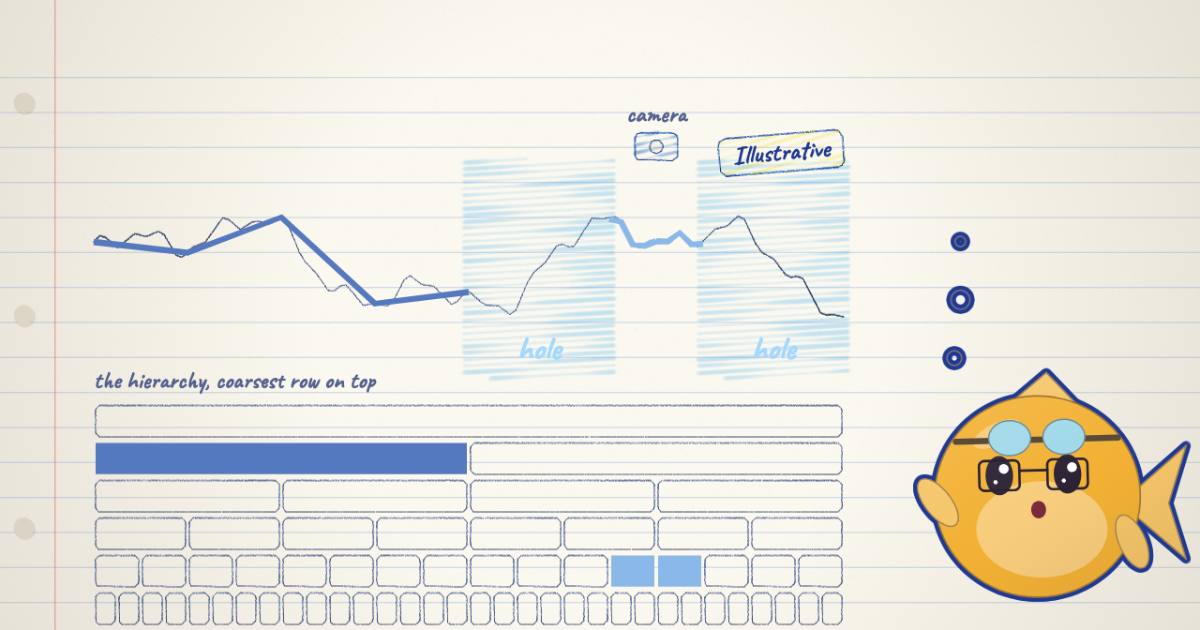 camera
Illustrative
hole
hole
the hierarchy, coarsest row on top